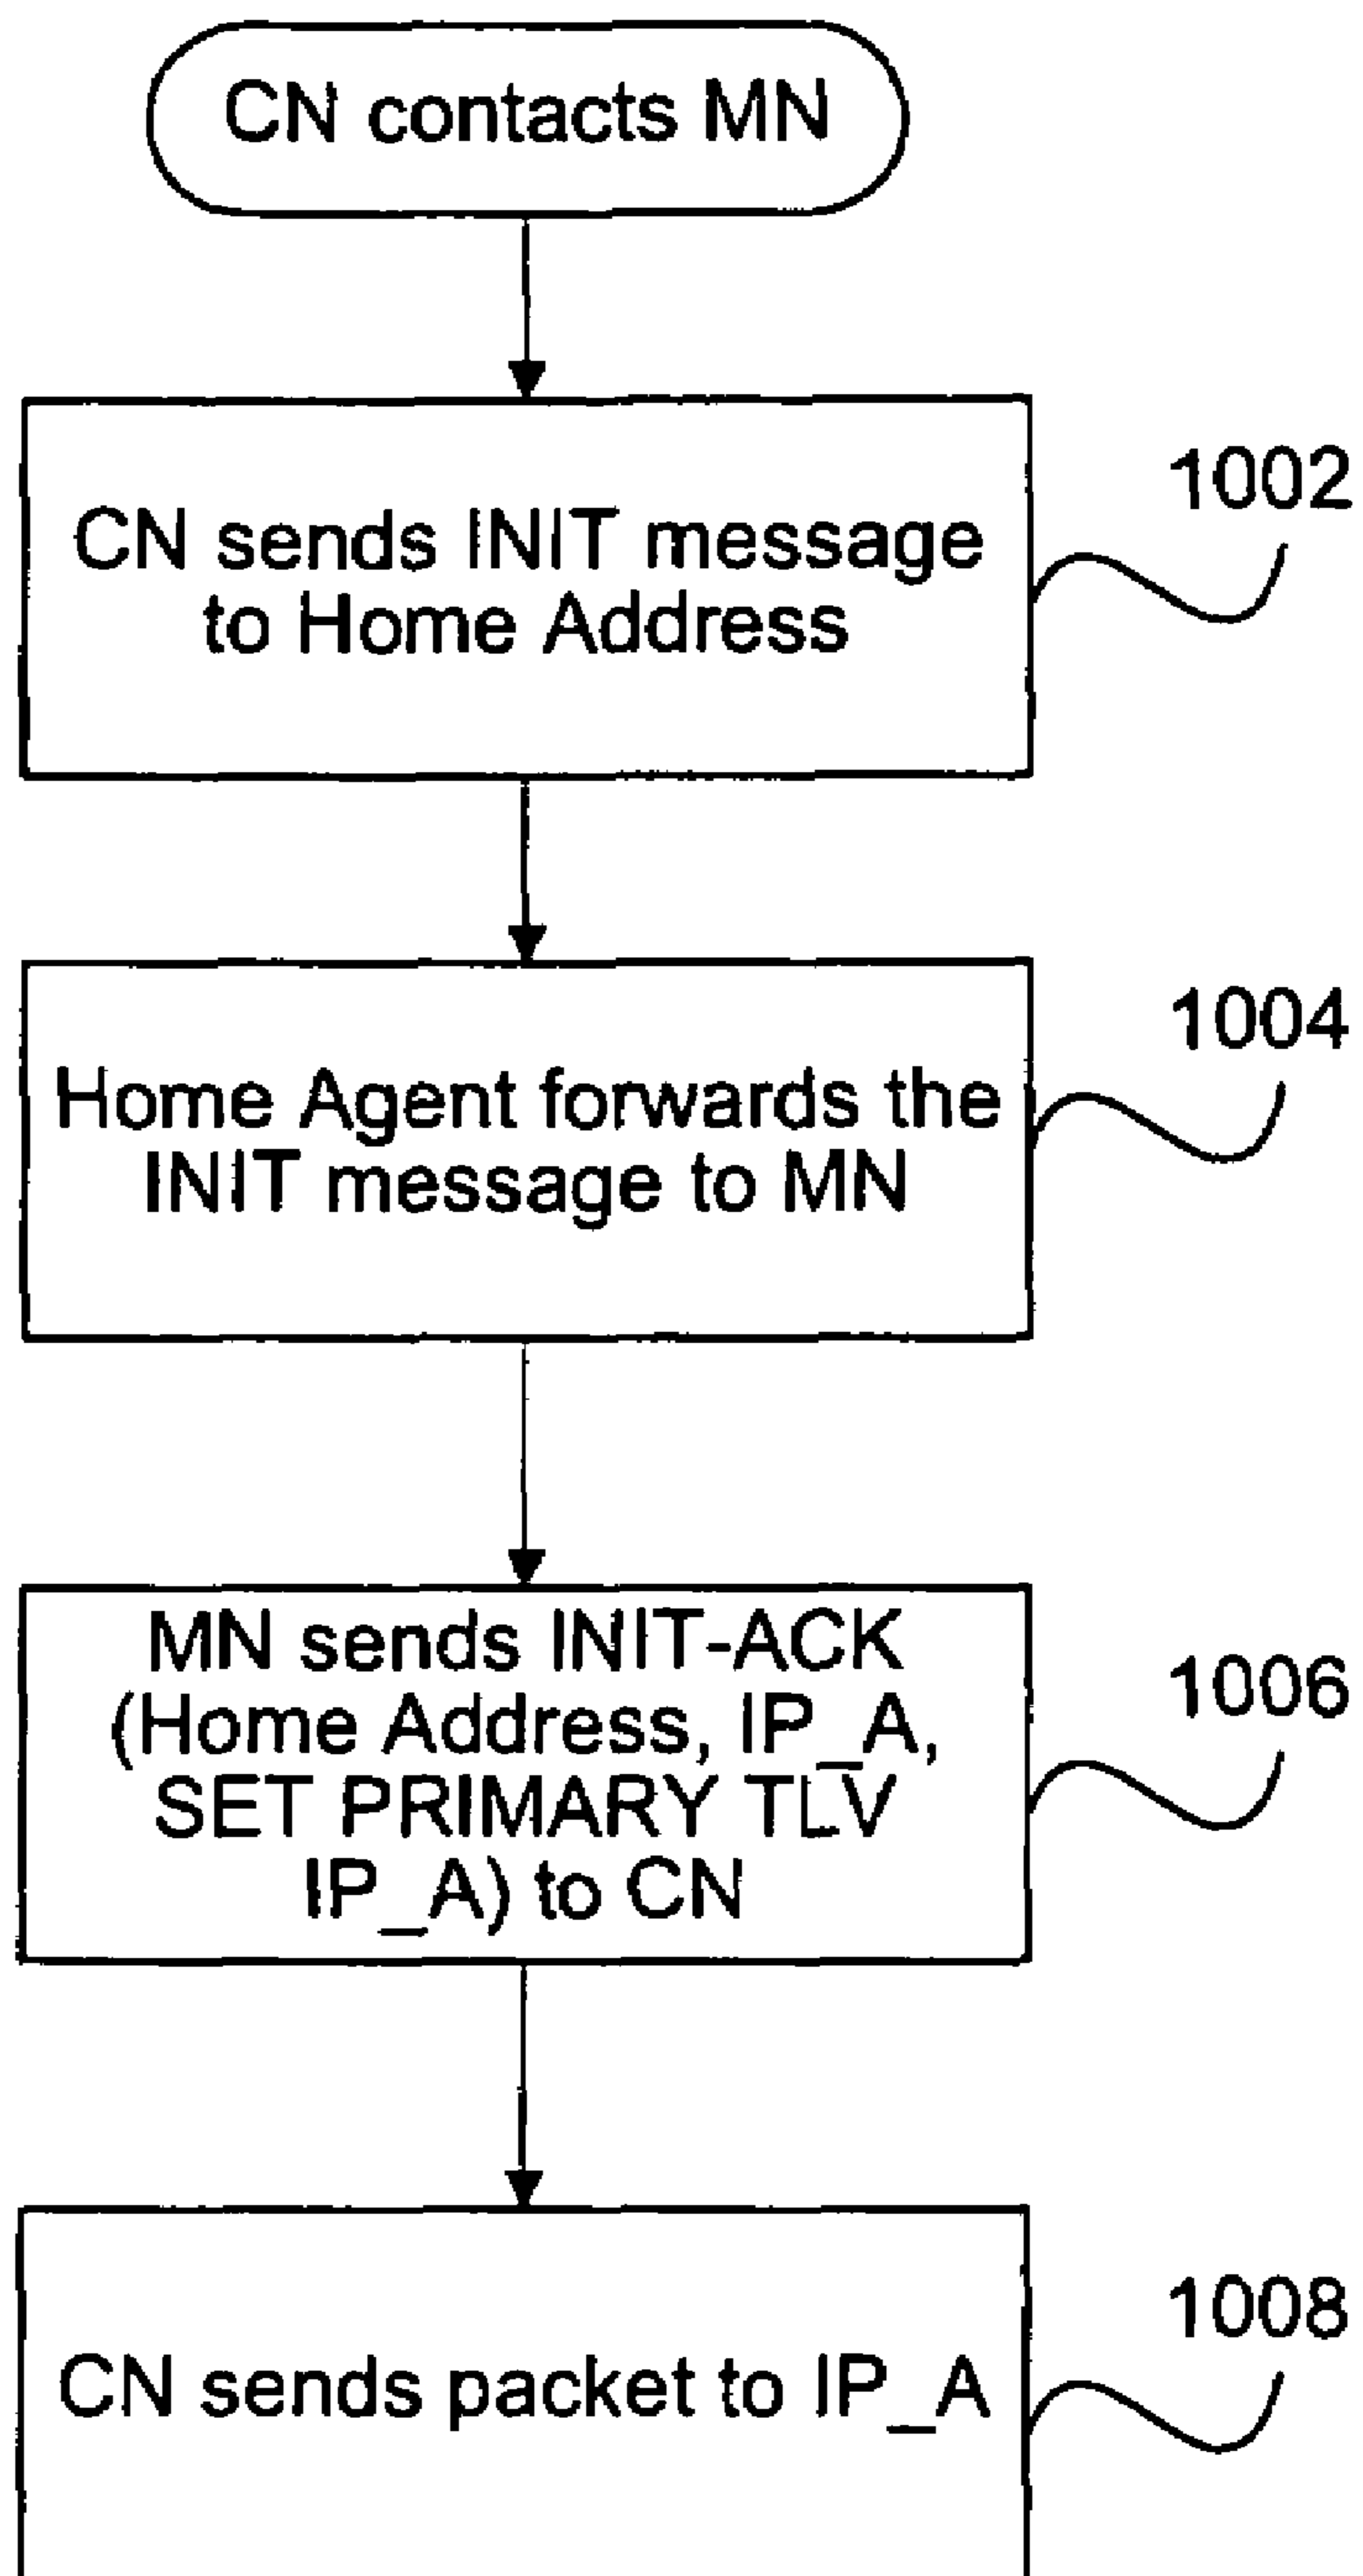 CN contacts MN
CN sends INIT message
to Home Address
1002
Home Agent forwards the
INIT message to MN
1004
MN sends INIT-ACK
(Home Address, IP_A,
SET PRIMARY TLV
IP_A) to CN
1006
CN sends packet to IP_A
1008